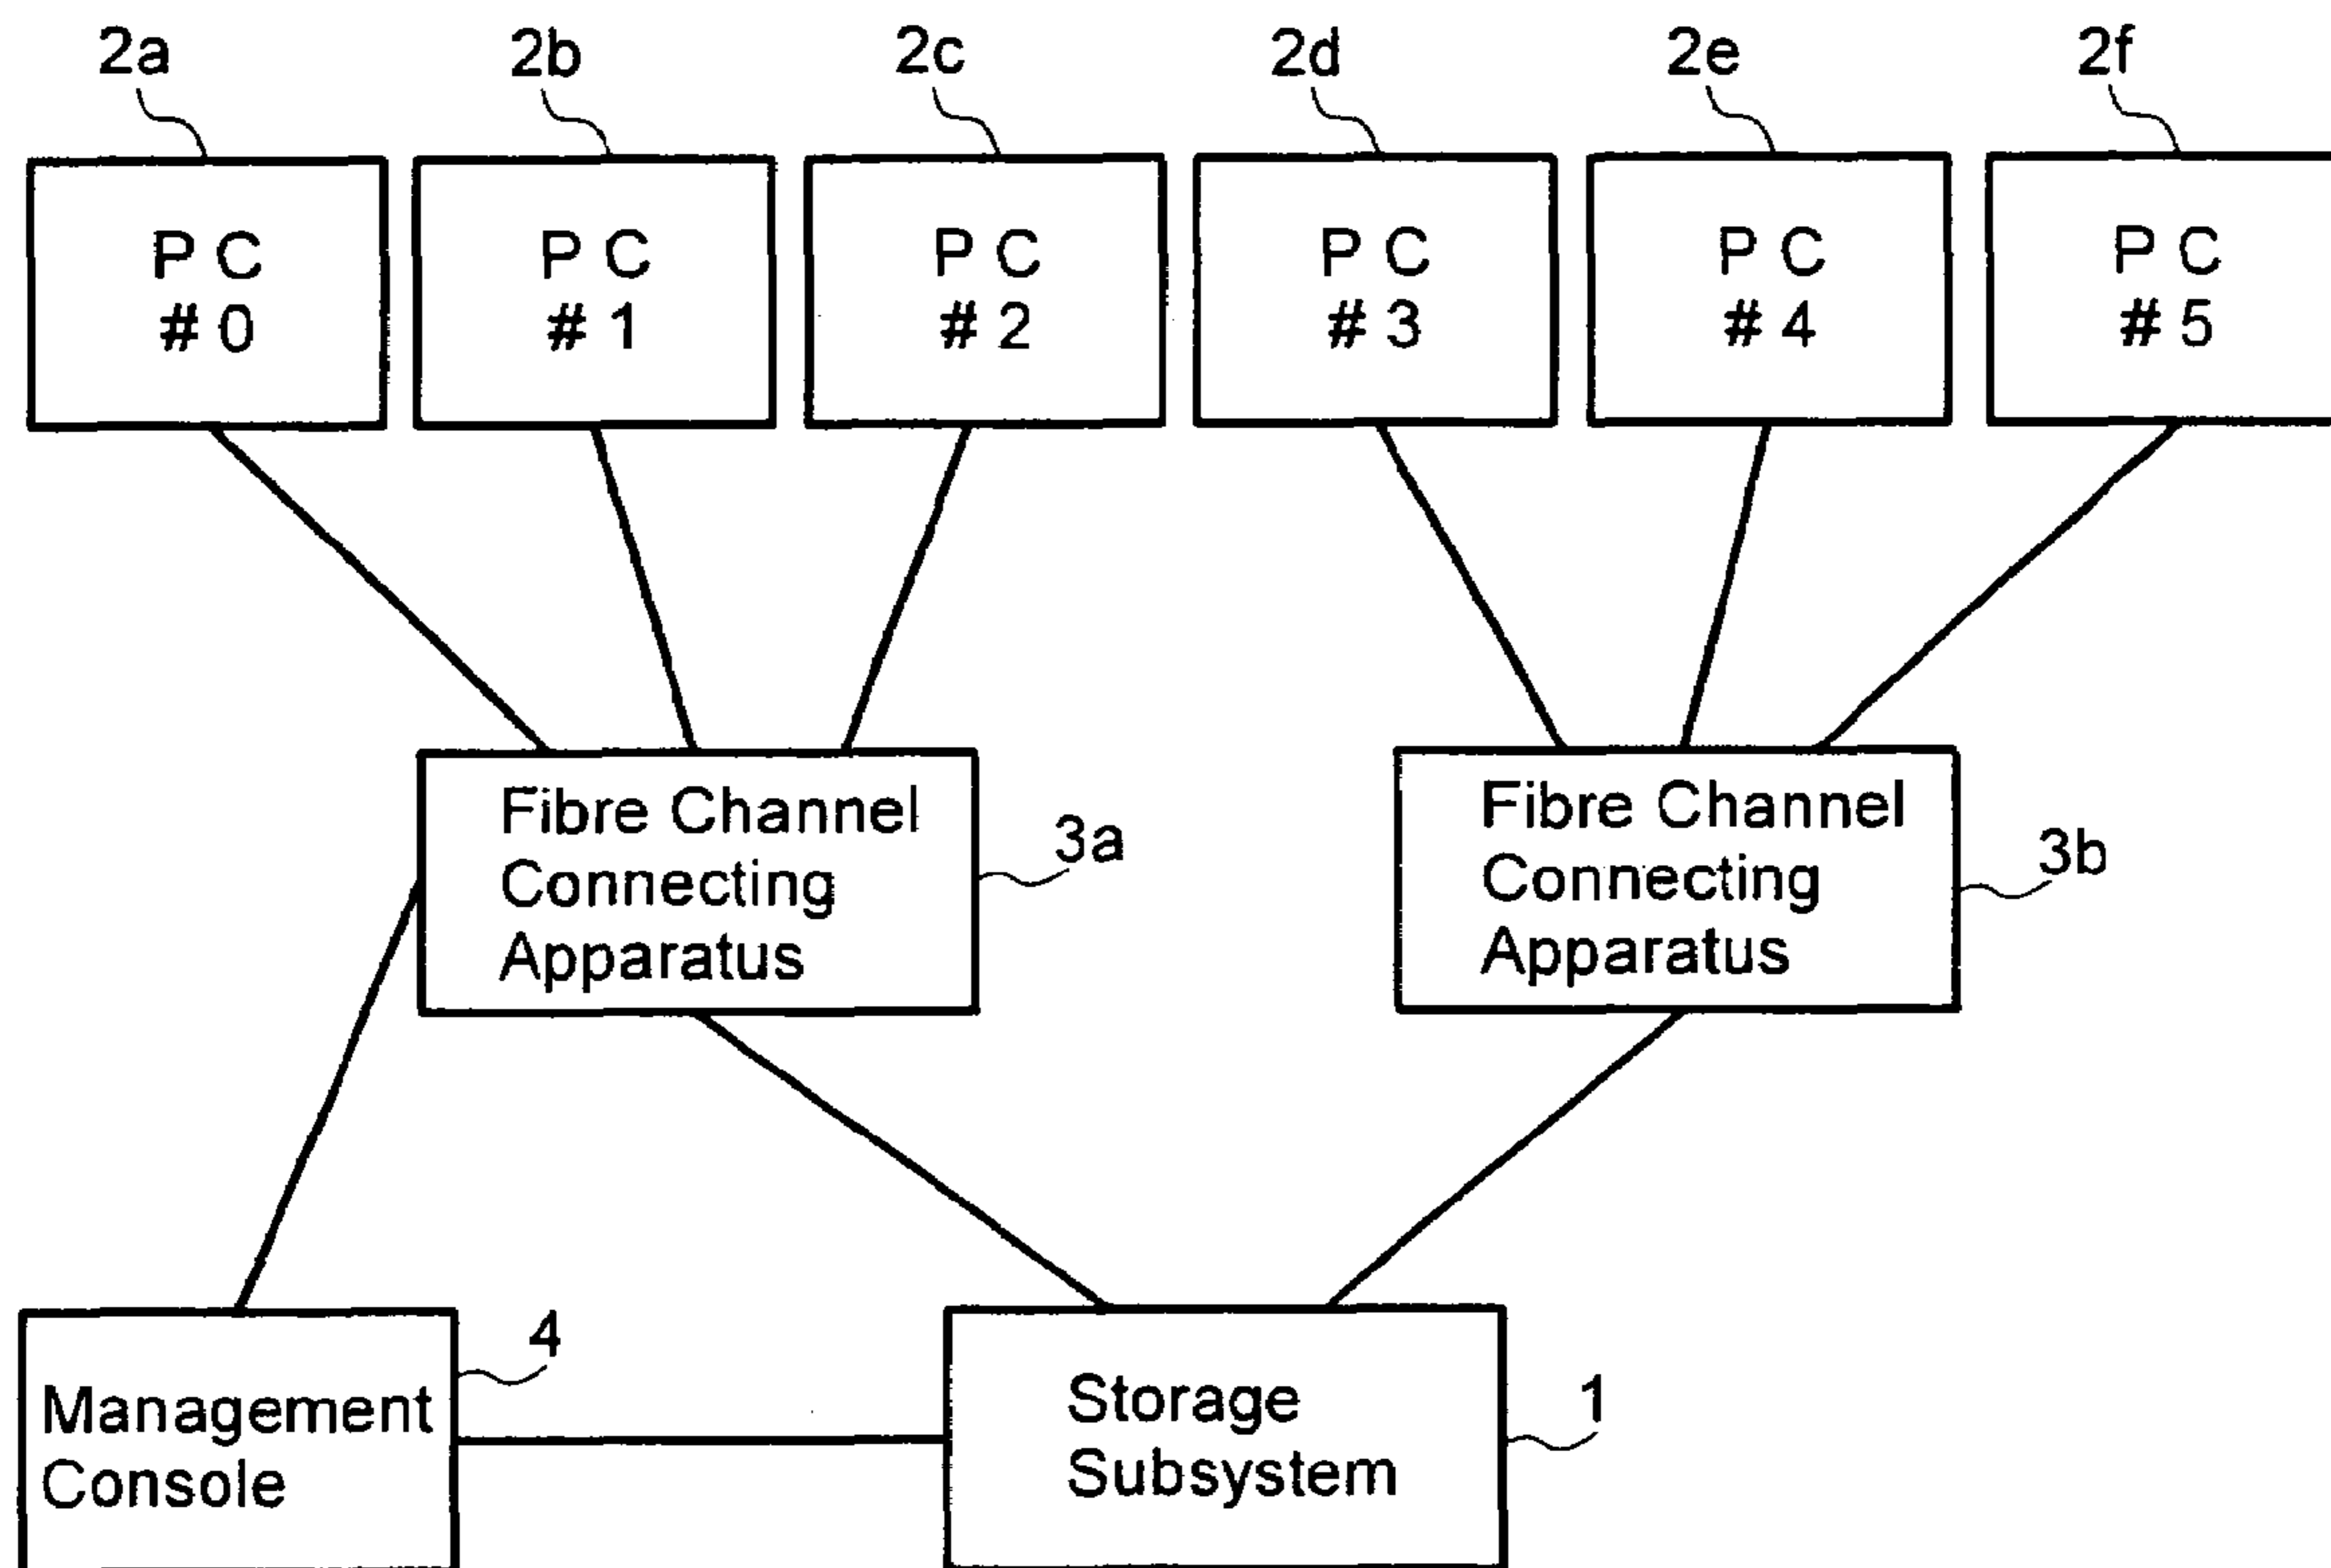 2a
2b
2c
2d
2e
2f
P C
# 0
P C
# 1
P C
# 2
P C
# 3
P C
# 4
P C
# 5
Fibre Channel
Connecting
Apparatus
3a
Fibre Channel
Connecting
Apparatus
3b
Management
Console
4
Storage
Subsystem
1